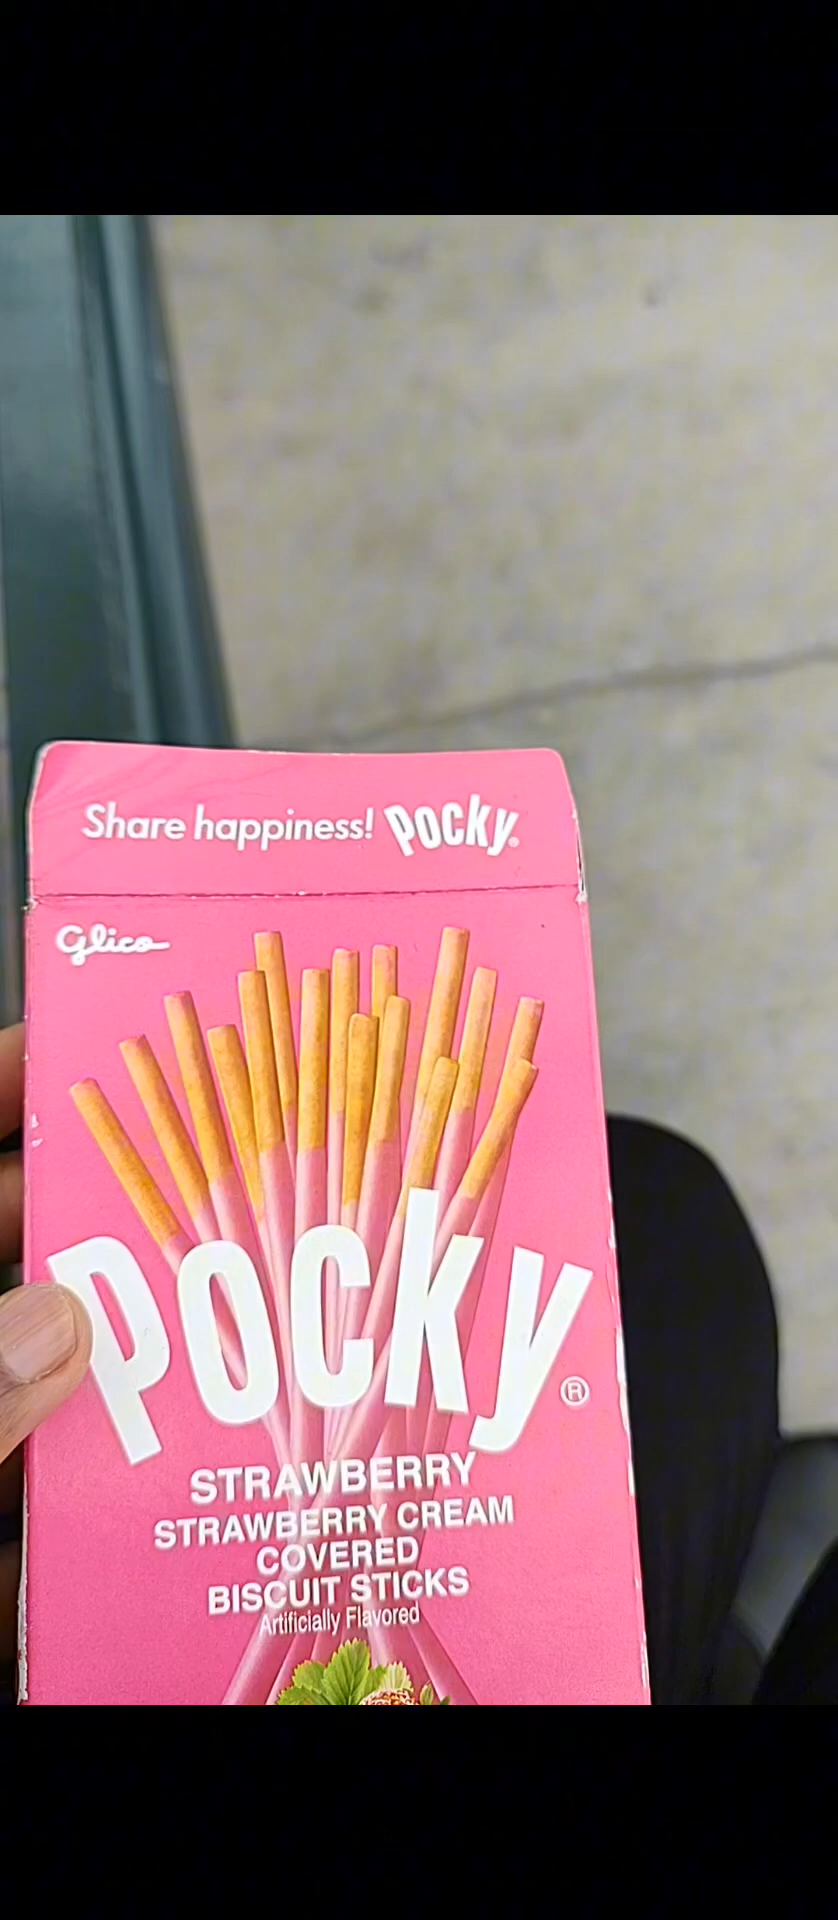 Share happiness! Pocky®
Glico
Pocky®
STRAWBERRY
STRAWBERRY CREAM
COVERED
BISCUIT STICKS
Artificially Flavored